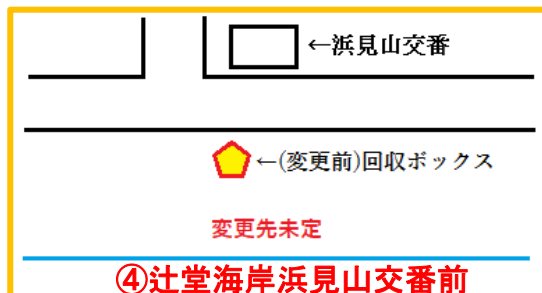 ←浜見山交番
←(変更前)回収ボックス
変更先未定
④辻堂海岸浜見山交番前